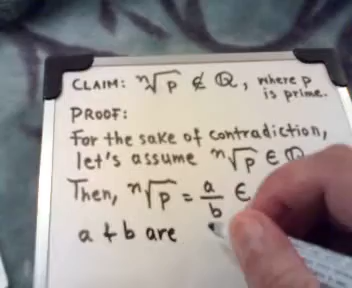 CLAIM: ⁿ√p ∉ ℚ, where p
is prime.
PROOF:
For the sake of contradiction,
let's assume ⁿ√p ∈ ℚ
Then, ⁿ√p = a/b ∈
a & b are